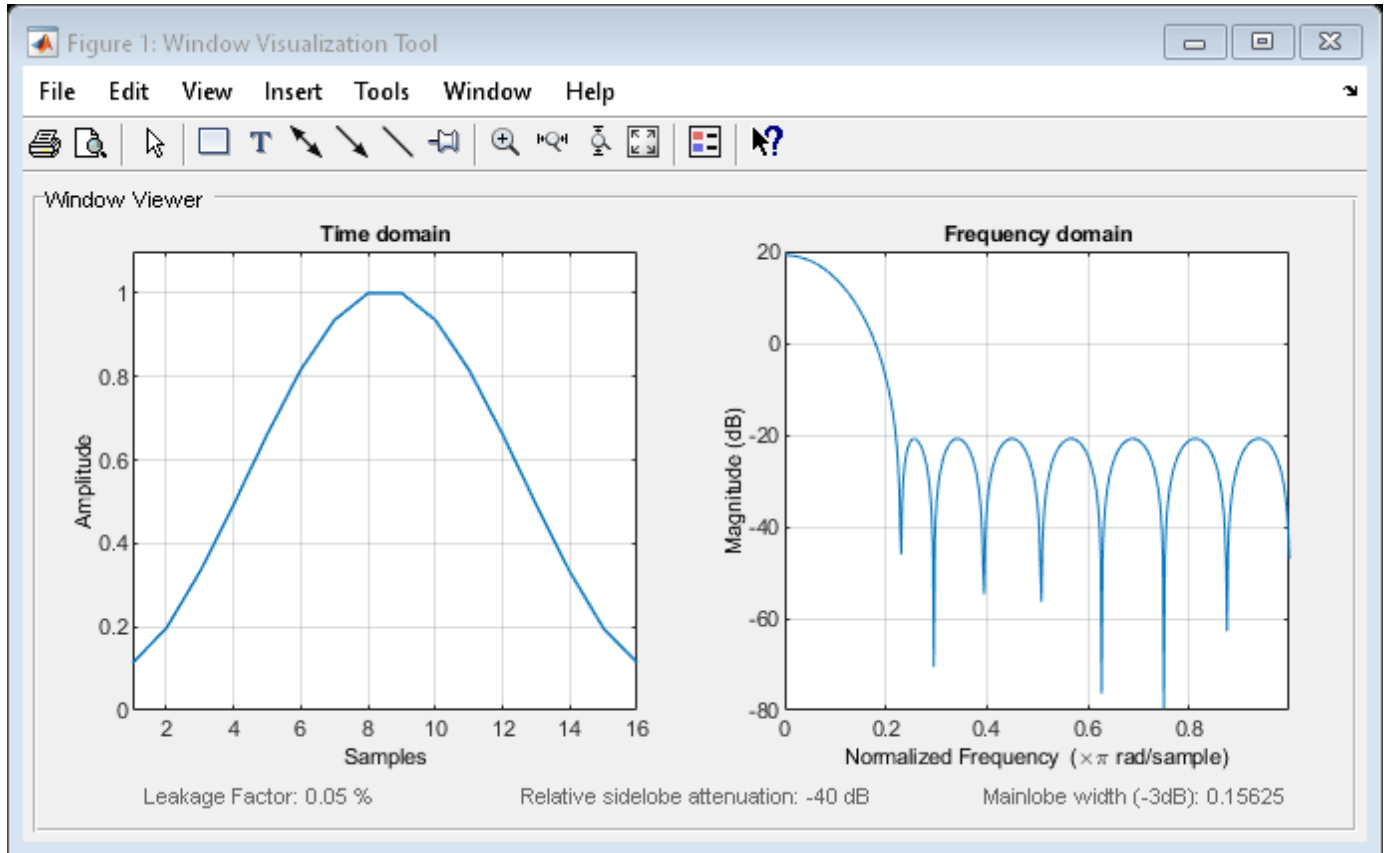 Figure 1: Window Visualization Tool
File Edit View Insert Tools Window Help
T
?
Window Viewer
Time domain
1
0.8
0.6
0.4
0.2
0
2 4 6 8 10 12 14 16
Amplitude
Samples
Frequency domain
20
0
-20
-40
-60
-80
0 0.2 0.4 0.6 0.8
Magnitude (dB)
Normalized Frequency (×π rad/sample)
Leakage Factor: 0.05 % Relative sidelobe attenuation: -40 dB Mainlobe width (-3dB): 0.15625